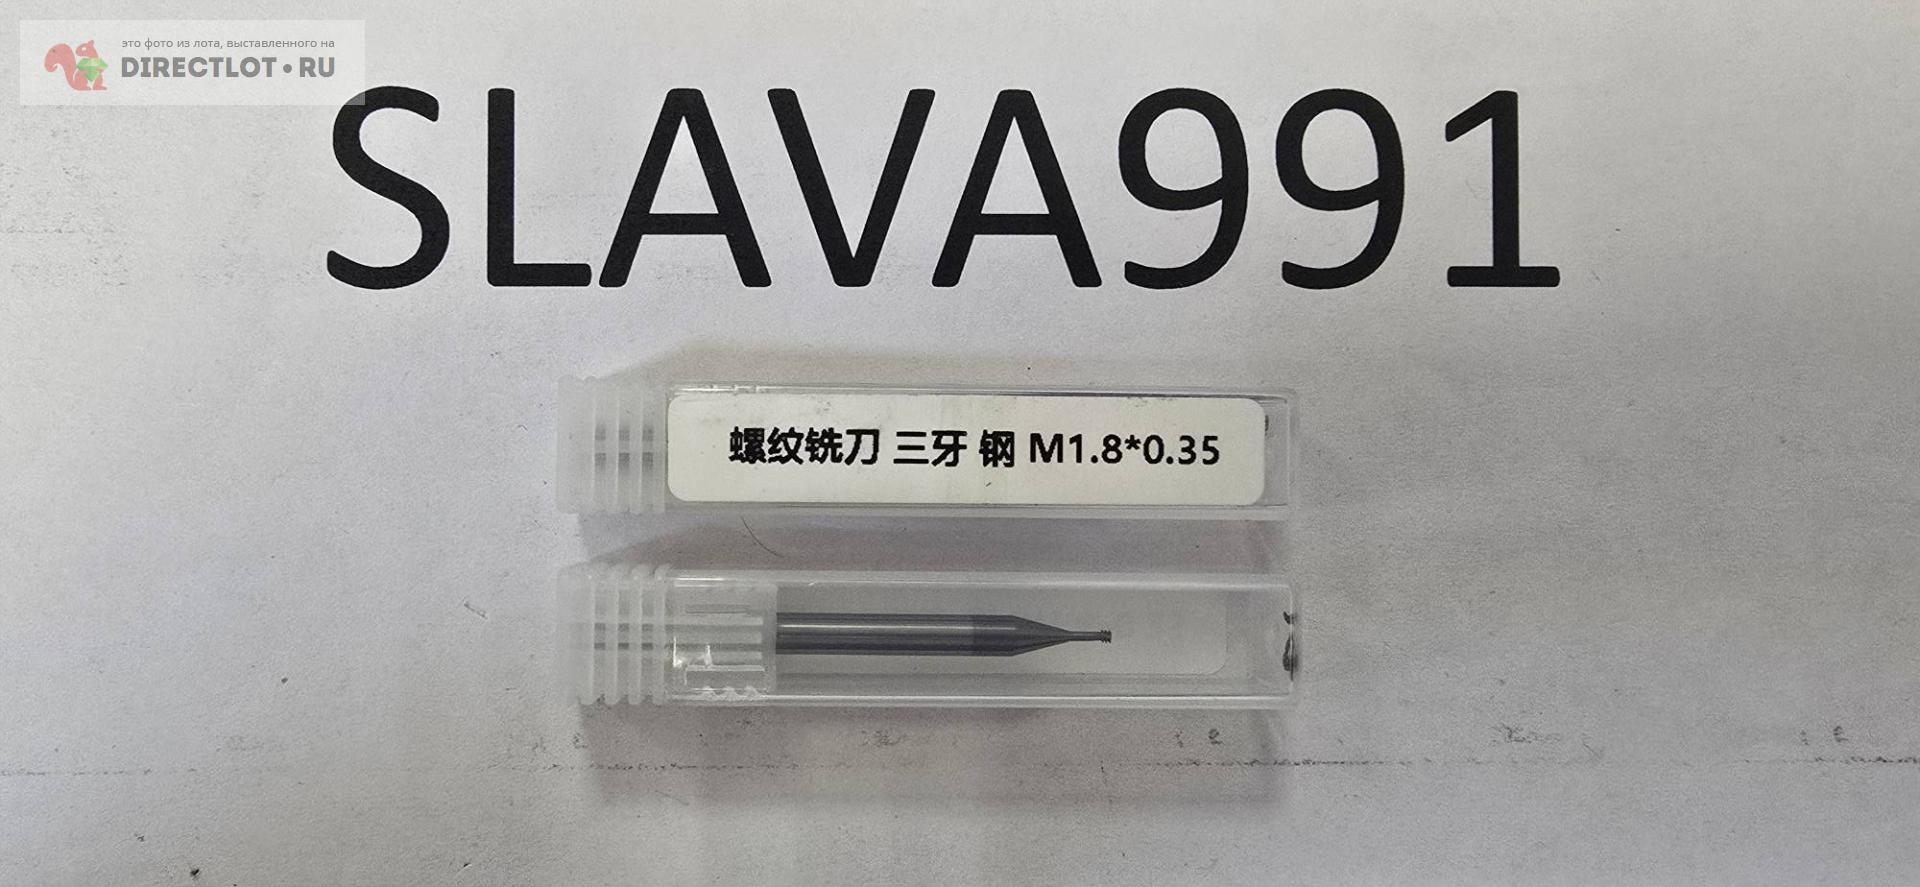 это фото из лота, выставленного на
DIRECTLOT•RU
SLAVA991
螺纹铣刀 三牙 钢 M1.8*0.35